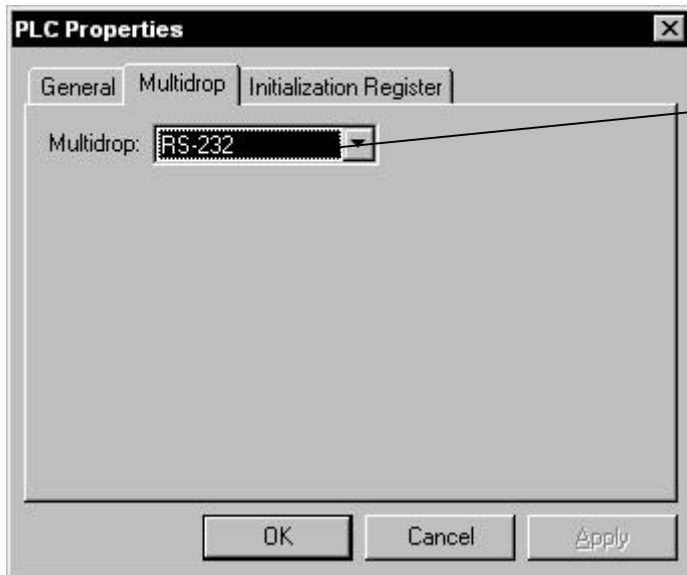 PLC Properties
General Multidrop Initialization Register
Multidrop: RS-232
OK Cancel Apply